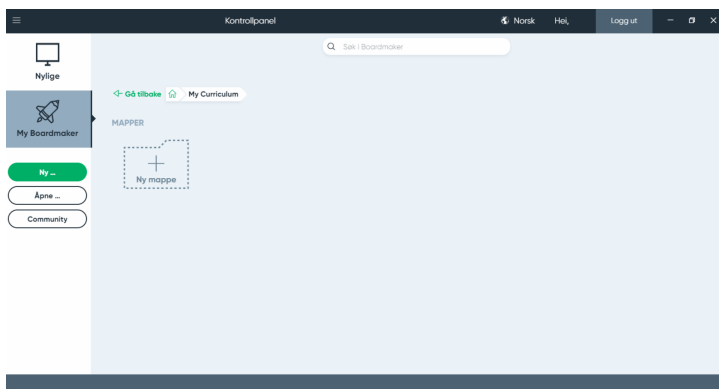 Kontrollpanel
Norsk
Hei,
Logg ut
Søk i Boardmaker
Nylige
My Boardmaker
Ny ...
Åpne ...
Community
Gå tilbake
My Curriculum
MAPPER
Ny mappe